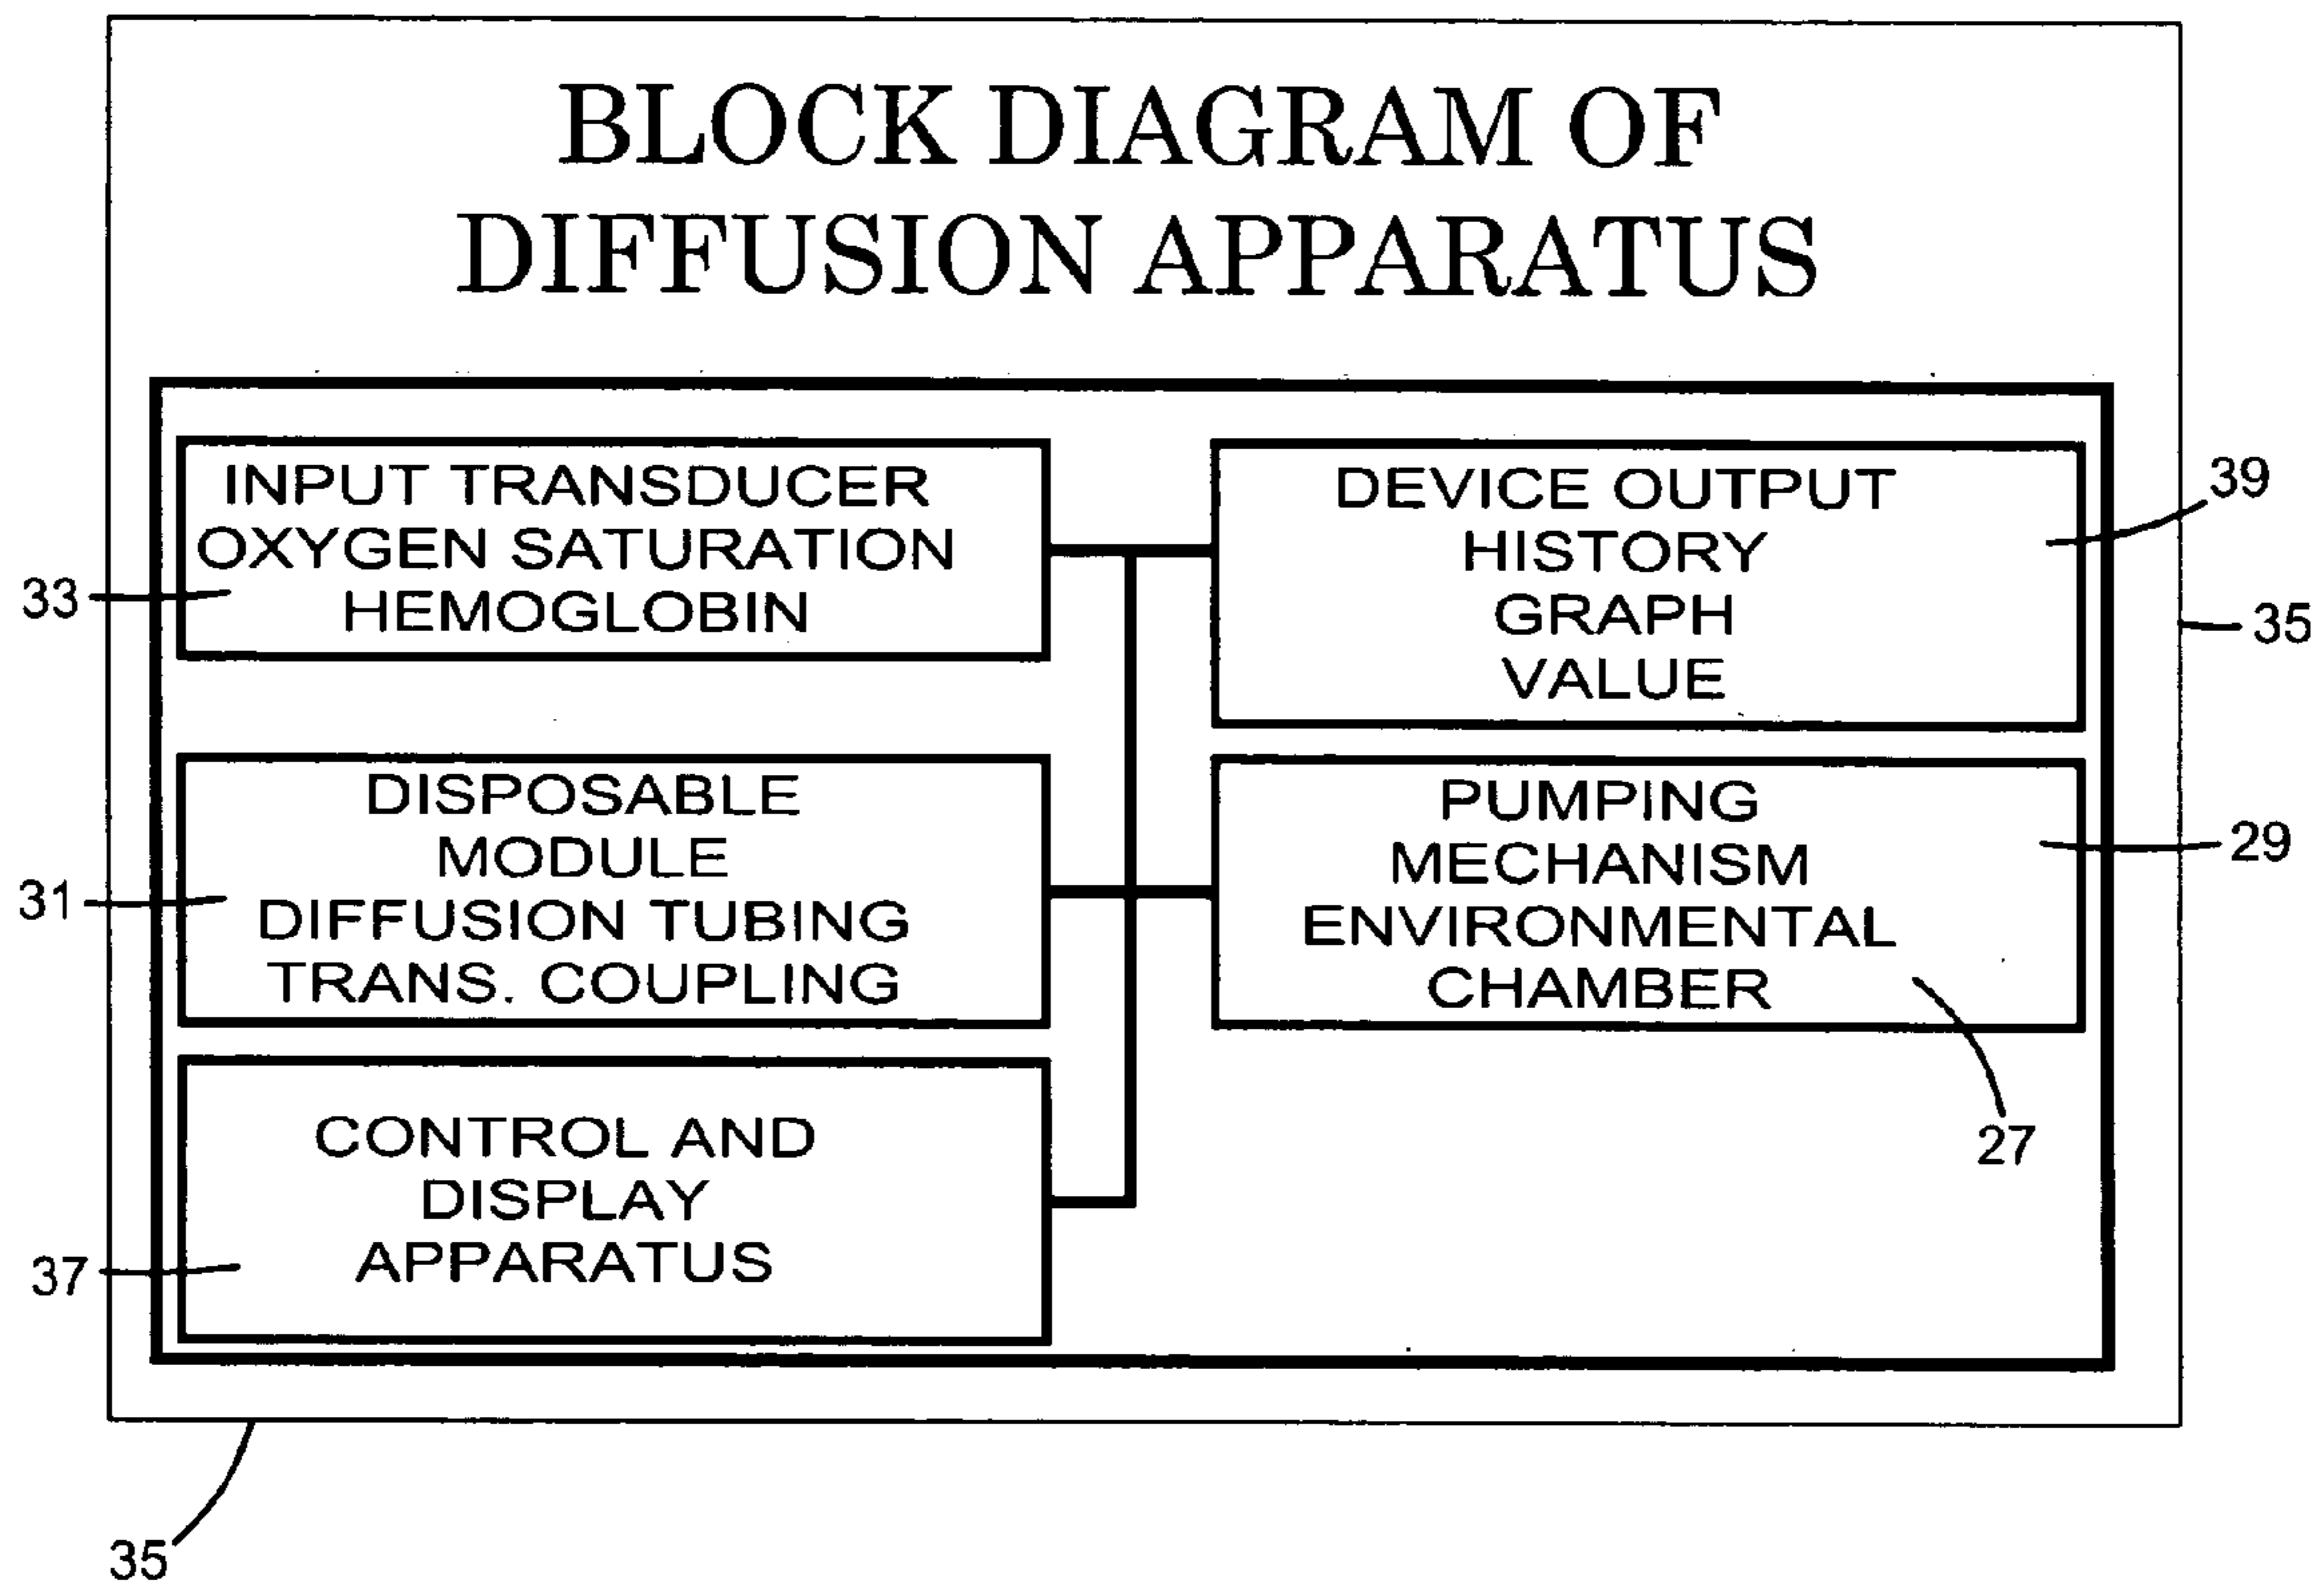 BLOCK DIAGRAM OF
DIFFUSION APPARATUS
INPUT TRANSDUCER
OXYGEN SATURATION
HEMOGLOBIN
33
DEVICE OUTPUT
HISTORY
GRAPH
VALUE
39
35
DISPOSABLE
MODULE
DIFFUSION TUBING
TRANS. COUPLING
31
PUMPING
MECHANISM
ENVIRONMENTAL
CHAMBER
29
27
CONTROL AND
DISPLAY
APPARATUS
37
35